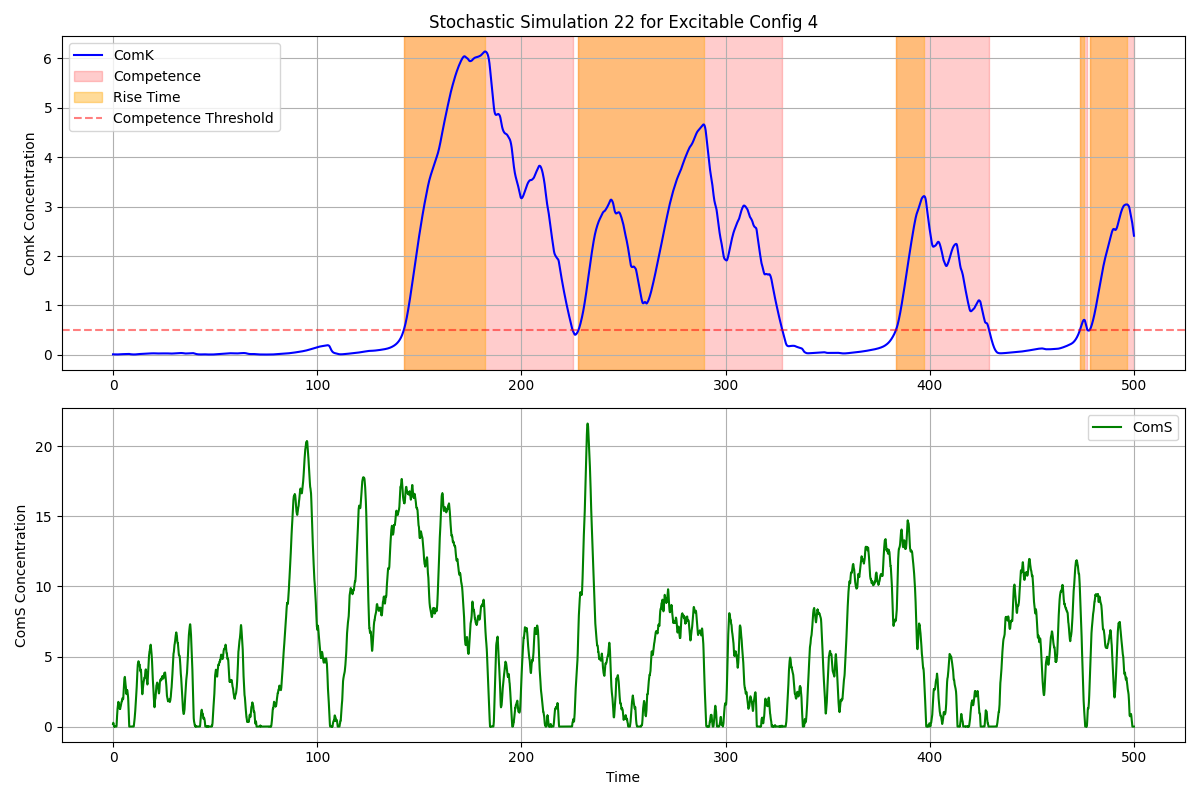 Stochastic Simulation 22 for Excitable Config 4
ComK Concentration
6
5
4
3
2
1
0
ComK
Competence
Rise Time
Competence Threshold
0 100 200 300 400 500
ComS Concentration
20
15
10
5
0
ComS
0 100 200 300 400 500
Time